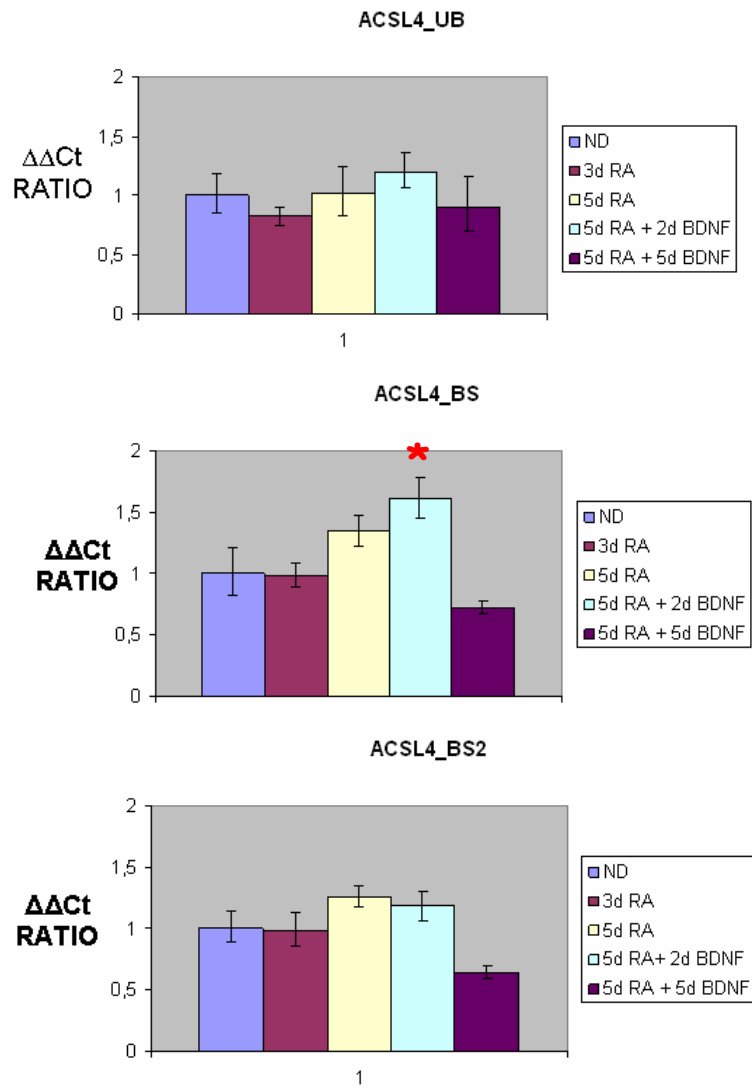 ACSL4_UB
2
1,5
1
0,5
0
ΔΔCt
RATIO
1
ND
3d RA
5d RA
5d RA + 2d BDNF
5d RA + 5d BDNF
ACSL4_BS
2
1,5
1
0,5
0
ΔΔCt
RATIO
*
ND
3d RA
5d RA
5d RA + 2d BDNF
5d RA + 5d BDNF
ACSL4_BS2
2
1,5
1
0,5
0
ΔΔCt
RATIO
1
ND
3d RA
5d RA
5d RA+ 2d BDNF
5d RA + 5d BDNF